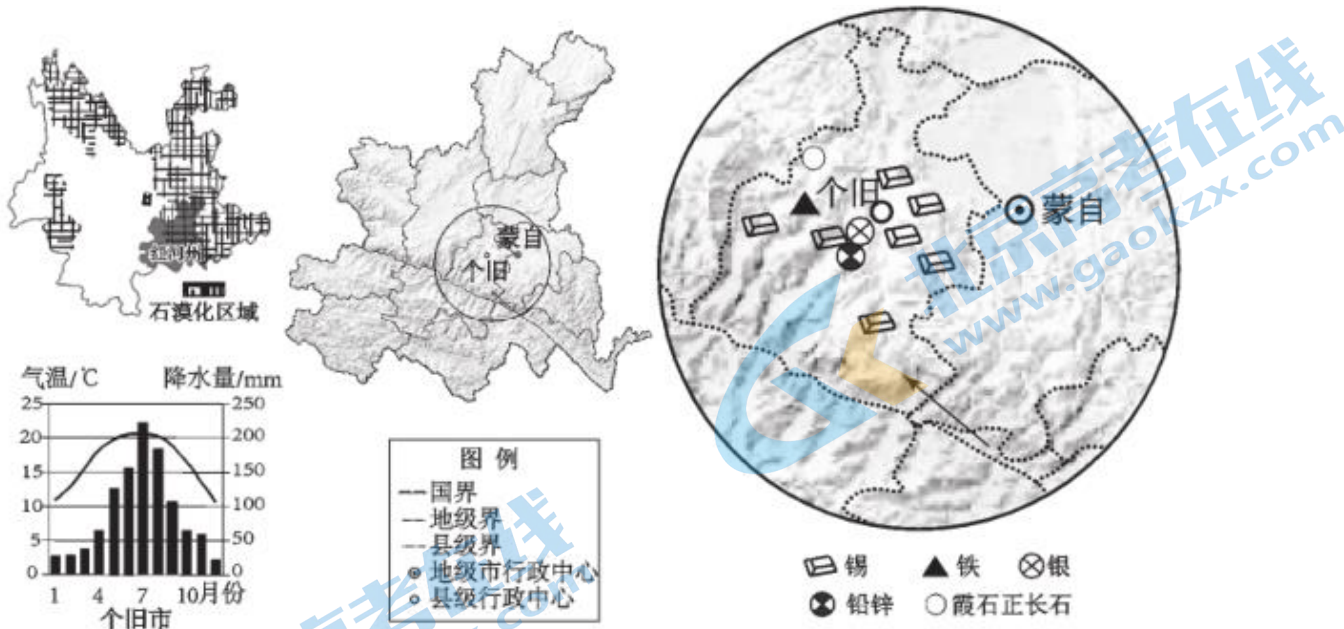 红河州
石漠化区域
气温/℃ 降水量/mm
25 250
20 200
15 150
10 100
5 50
0 0
1 4 7 10月份
个旧市
蒙自
个旧
图 例
国界
地级界
县级界
地级市行政中心
县级行政中心
个旧
蒙自
锡 铁 银
铅锌 霞石正长石
北京高考在线
www.gaokzx.com